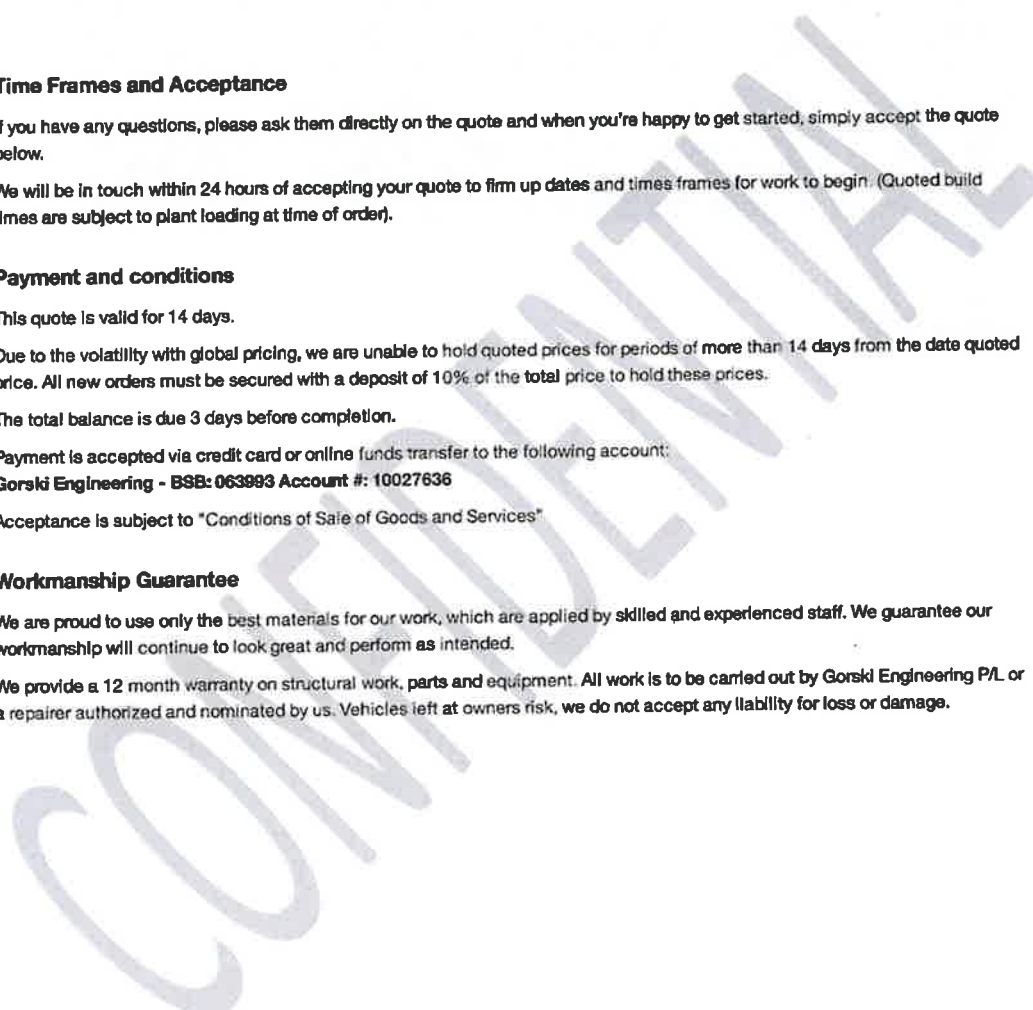 Time Frames and Acceptance
If you have any questions, please ask them directly on the quote and when you're happy to get started, simply accept the quote
below.
We will be in touch within 24 hours of accepting your quote to firm up dates and times frames for work to begin. (Quoted build
times are subject to plant loading at time of order).
Payment and conditions
This quote is valid for 14 days.
Due to the volatility with global pricing, we are unable to hold quoted prices for periods of more than 14 days from the date quoted
price. All new orders must be secured with a deposit of 10% of the total price to hold these prices.
The total balance is due 3 days before completion.
Payment is accepted via credit card or online funds transfer to the following account:
Gorski Engineering - BSB: 063993 Account #: 10027636
Acceptance is subject to "Conditions of Sale of Goods and Services"
Workmanship Guarantee
We are proud to use only the best materials for our work, which are applied by skilled and experienced staff. We guarantee our
workmanship will continue to look great and perform as intended.
We provide a 12 month warranty on structural work, parts and equipment. All work is to be carried out by Gorski Engineering P/L or
a repairer authorized and nominated by us. Vehicles left at owners risk, we do not accept any liability for loss or damage.
CONFIDENTIAL